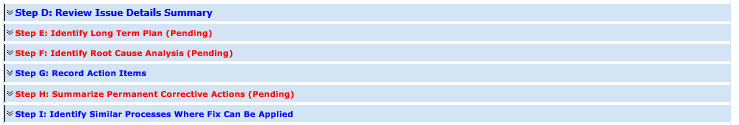 Step D: Review Issue Details Summary
Step E: Identify Long Term Plan (Pending)
Step F: Identify Root Cause Analysis (Pending)
Step G: Record Action Items
Step H: Summarize Permanent Corrective Actions (Pending)
Step I: Identify Similar Processes Where Fix Can Be Applied